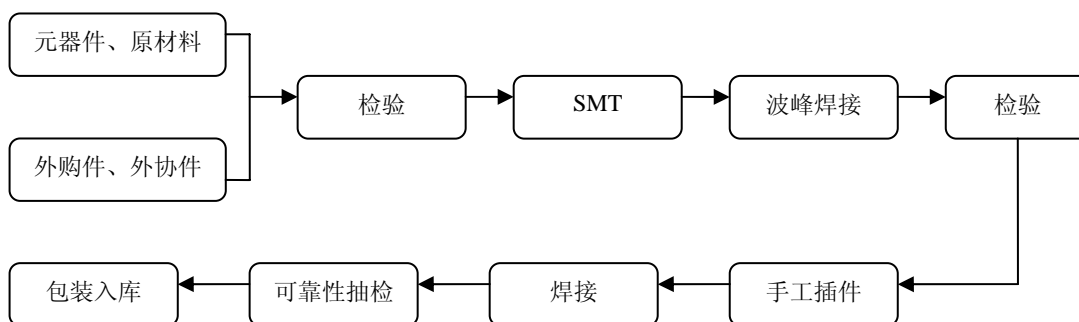 元器件、原材料
外购件、外协件
检验
SMT
波峰焊接
检验
手工插件
焊接
可靠性抽检
包装入库